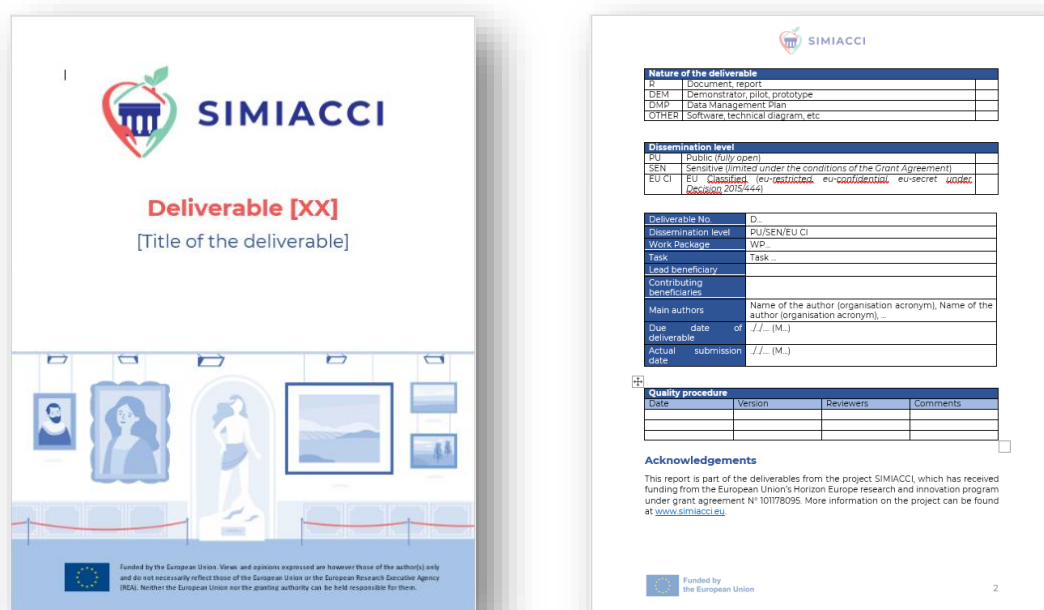 SIMIACCI
Deliverable [XX]
[Title of the deliverable]
Funded by the European Union. Views and opinions expressed are however those of the author(s) only
and do not necessarily reflect those of the European Union or the European Research Executive Agency
(REA). Neither the European Union nor the granting authority can be held responsible for them.
SIMIACCI
Nature of the deliverable
R Document, report
DEM Demonstrator, pilot, prototype
DMP Data Management Plan
OTHER Software, technical diagram, etc
Dissemination level
PU Public (fully open)
SEN Sensitive (limited under the conditions of the Grant Agreement)
EU CI EU Classified (eu-restricted, eu-confidential, eu-secret under
Decision 2015/444)
Deliverable No. D...
Dissemination level PU/SEN/EU CI
Work Package WP...
Task Task ...
Lead beneficiary
Contributing
beneficiaries
Main authors Name of the author (organisation acronym), Name of the
author (organisation acronym), ...
Due date of ./../.... (M...)
deliverable
Actual submission ./../.... (M...)
date
Quality procedure
Date Version Reviewers Comments
Acknowledgements
This report is part of the deliverables from the project SIMIACCI, which has received
funding from the European Union's Horizon Europe research and innovation program
under grant agreement N° 101178095. More information on the project can be found
at www.simiacci.eu.
Funded by
the European Union
2